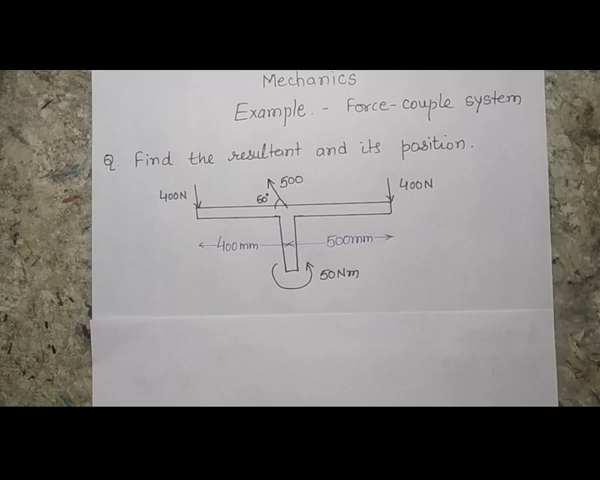 Mechanics
Example. - Force-couple system
Q. Find the resultant and its position.
400N
60°
500
400N
400mm
500mm
50Nm